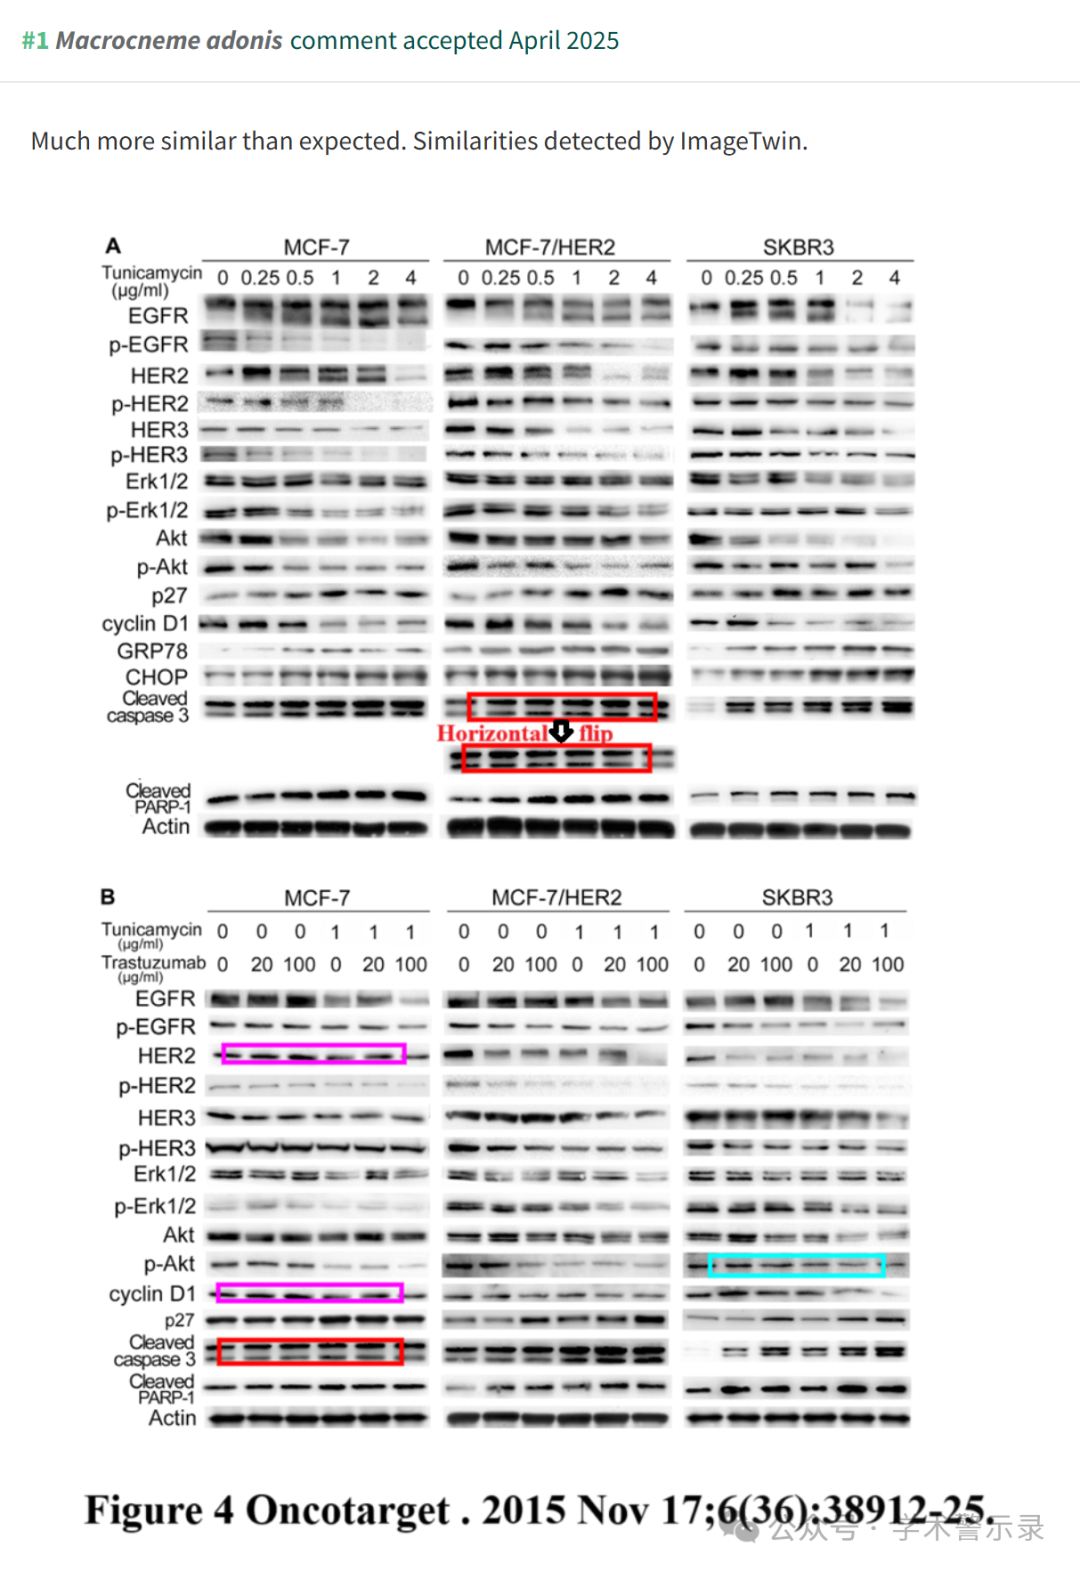 #1 Macrocneme adonis comment accepted April 2025
Much more similar than expected. Similarities detected by ImageTwin.
A
MCF-7 MCF-7/HER2 SKBR3
Tunicamycin 0 0.25 0.5 1 2 4 0 0.25 0.5 1 2 4 0 0.25 0.5 1 2 4
(μg/ml)
EGFR
p-EGFR
HER2
p-HER2
HER3
p-HER3
Erk1/2
p-Erk1/2
Akt
p-Akt
p27
cyclin D1
GRP78
CHOP
Cleaved
caspase 3
Horizontal flip
Cleaved
PARP-1
Actin
B
MCF-7 MCF-7/HER2 SKBR3
Tunicamycin 0 0 0 1 1 1 0 0 0 1 1 1 0 0 0 1 1 1
(μg/ml)
Trastuzumab 0 20 100 0 20 100 0 20 100 0 20 100 0 20 100 0 20 100
(μg/ml)
EGFR
p-EGFR
HER2
p-HER2
HER3
p-HER3
Erk1/2
p-Erk1/2
Akt
p-Akt
cyclin D1
p27
Cleaved
caspase 3
Cleaved
PARP-1
Actin
Figure 4 Oncotarget . 2015 Nov 17;6(36):38912-25.
公众号 · 学术警示录